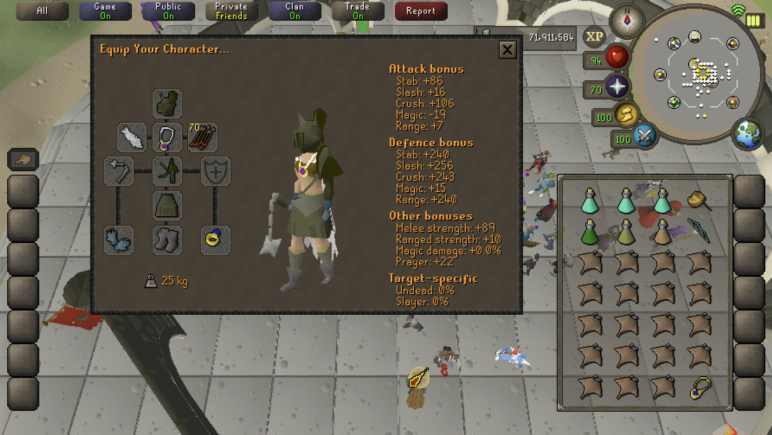 All
Game
On
Public
On
Private
Friends
Clan
On
Trade
On
Report
71,911,584
XP
94
70
100
100
Equip Your Character...
70
25 kg
Attack bonus
Stab: +86
Slash: +16
Crush: +106
Magic: -19
Range: +7
Defence bonus
Stab: +240
Slash: +256
Crush: +243
Magic: +15
Range: +240
Other bonuses
Melee strength: +89
Ranged strength: +10
Magic damage: +0.0%
Prayer: +22
Target-specific
Undead: 0%
Slayer: 0%